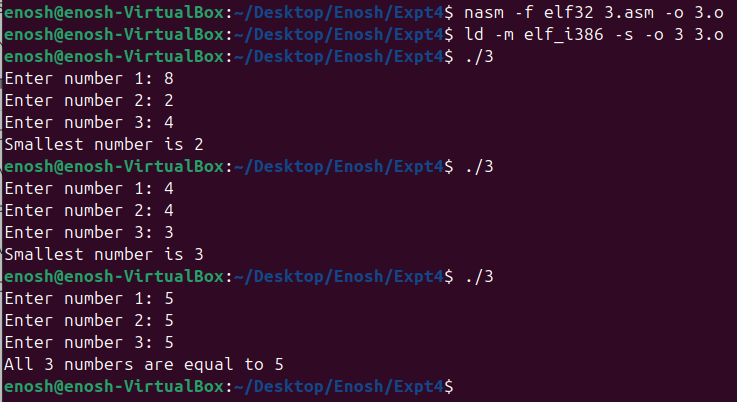 enosh@enosh-VirtualBox:~/Desktop/Enosh/Expt4$ nasm -f elf32 3.asm -o 3.o
enosh@enosh-VirtualBox:~/Desktop/Enosh/Expt4$ ld -m elf_i386 -s -o 3 3.o
enosh@enosh-VirtualBox:~/Desktop/Enosh/Expt4$ ./3
Enter number 1: 8
Enter number 2: 2
Enter number 3: 4
Smallest number is 2
enosh@enosh-VirtualBox:~/Desktop/Enosh/Expt4$ ./3
Enter number 1: 4
Enter number 2: 4
Enter number 3: 3
Smallest number is 3
enosh@enosh-VirtualBox:~/Desktop/Enosh/Expt4$ ./3
Enter number 1: 5
Enter number 2: 5
Enter number 3: 5
All 3 numbers are equal to 5
enosh@enosh-VirtualBox:~/Desktop/Enosh/Expt4$